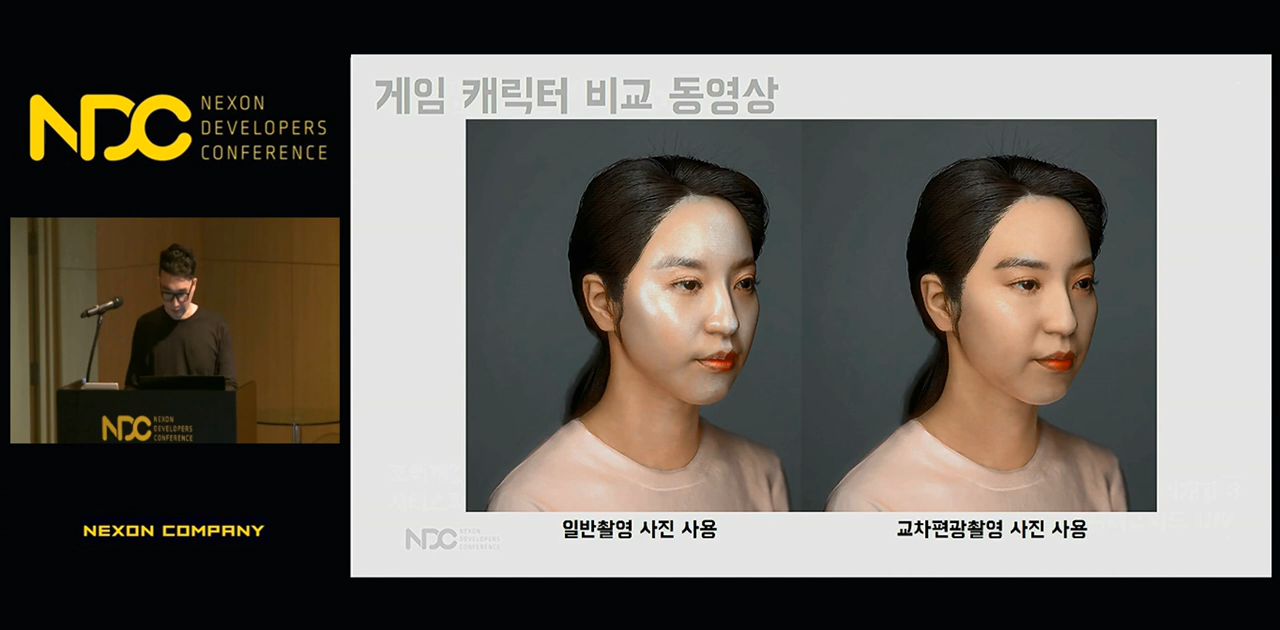 NDC
NEXON
DEVELOPERS
CONFERENCE
게임 캐릭터 비교 동영상
NDC
NEXON
DEVELOPERS
CONFERENCE
NEXON COMPANY
일반촬영 사진 사용
교차편광촬영 사진 사용
NDC
NEXON
DEVELOPERS
CONFERENCE